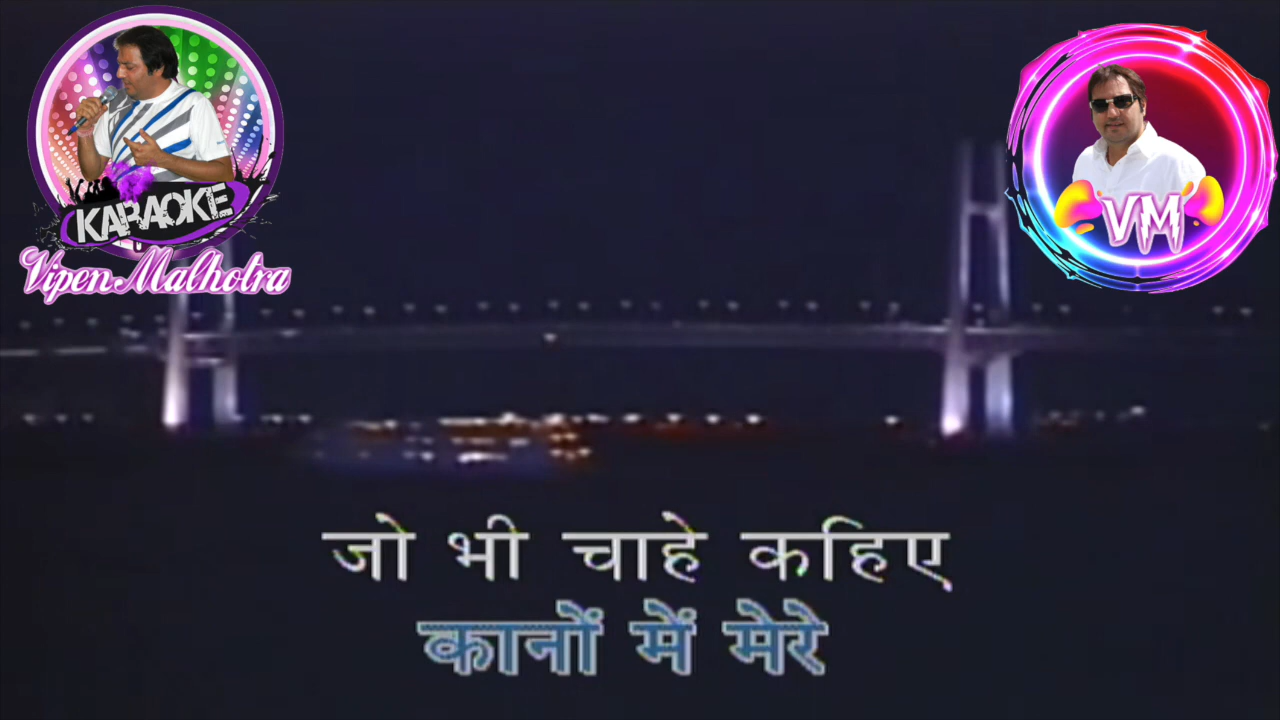 KARAOKE
Vipen Malhotra
VM
जो भी चाहे कहिए
कानों में मेरे